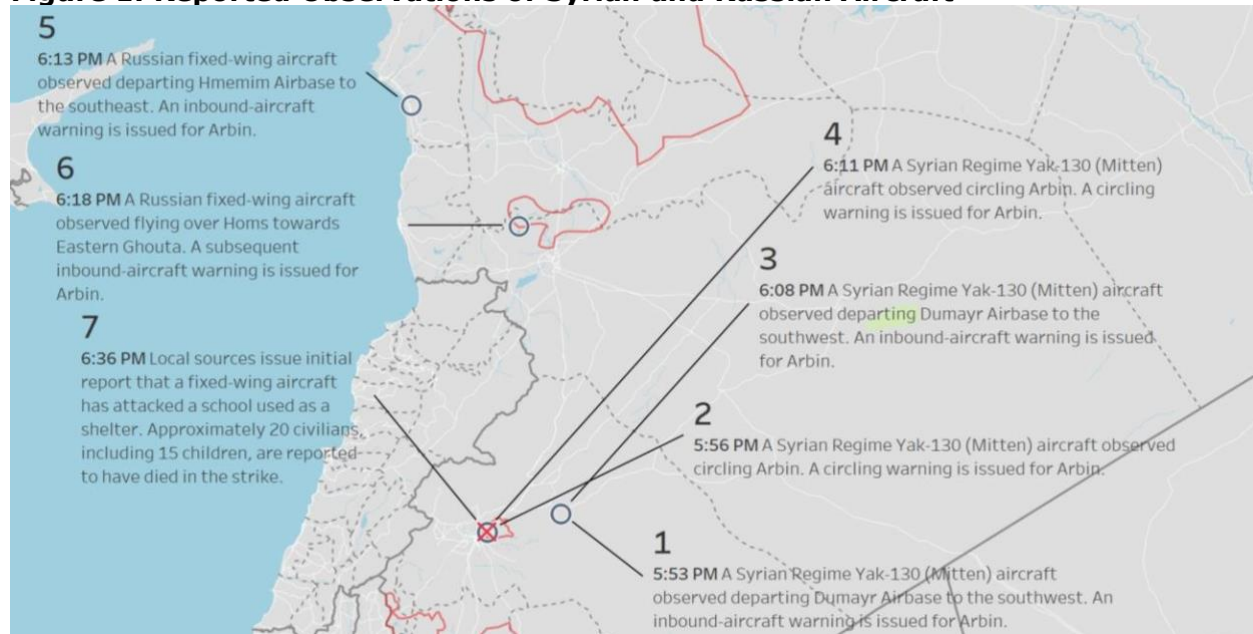 Figure Reported Observations of Syrian and Russian Aircraft
5
6:13 PM A Russian fixed-wing aircraft
observed departing Hmemim Airbase to
the southeast. An inbound-aircraft
warning is issued for Arbin.
6
6:18 PM A Russian fixed-wing aircraft
observed flying over Homs towards
Eastern Ghouta. A subsequent
inbound-aircraft warning is issued for
Arbin.
7
6:36 PM Local sources issue initial
report that a fixed-wing aircraft
has attacked a school used as a
shelter. Approximately 20 civilians,
including 15 children, are reported
to have died in the strike.
4
6:11 PM A Syrian Regime Yak-130 (Mitten)
aircraft observed circling Arbin. A circling
warning is issued for Arbin.
3
6:08 PM A Syrian Regime Yak-130 (Mitten) aircraft
observed departing Dumayr Airbase to the
southwest. An inbound-aircraft warning is issued
for Arbin.
2
5:56 PM A Syrian Regime Yak-130 (Mitten) aircraft observed
circling Arbin. A circling warning is issued for Arbin.
1
5:53 PM A Syrian Regime Yak-130 (Mitten) aircraft
observed departing Dumayr Airbase to the southwest. An
inbound-aircraft warning is issued for Arbin.